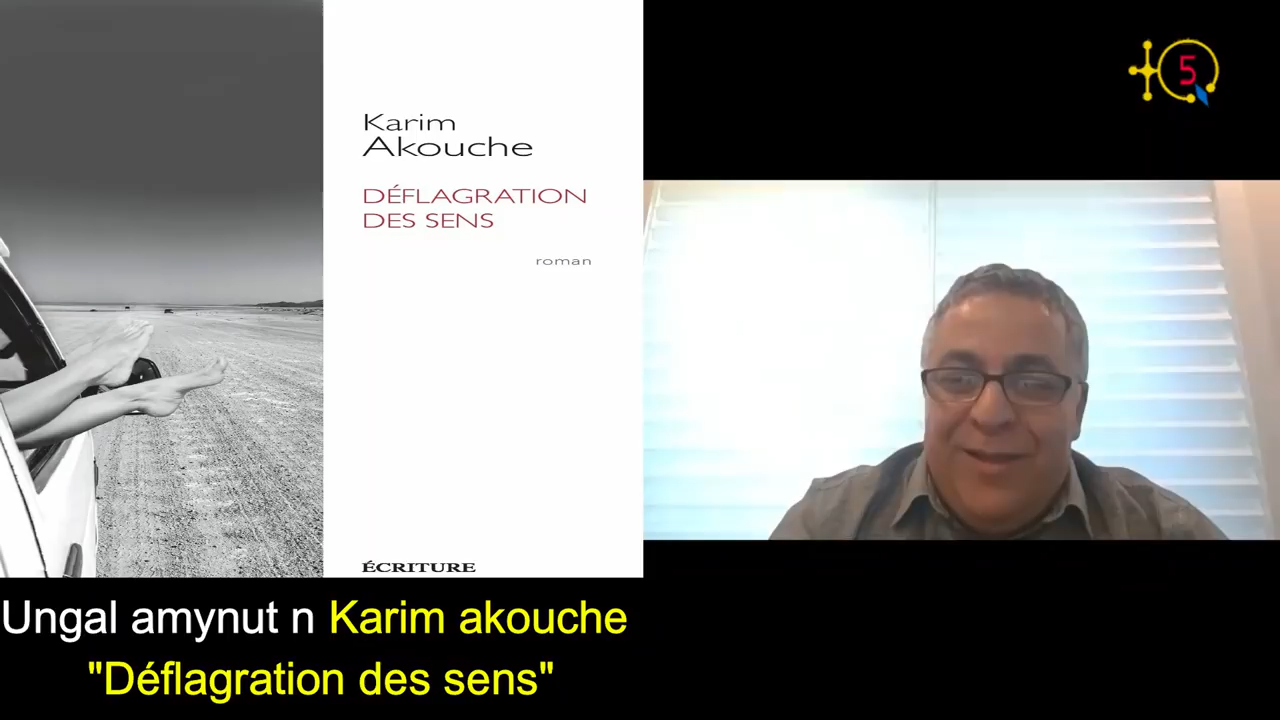 Karim
Akouche
DÉFLAGRATION
DES SENS
roman
ÉCRITURE
5
Ungal amynut n Karim akouche
"Déflagration des sens"